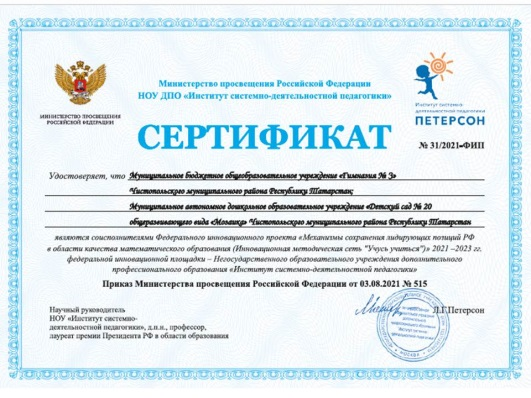 МИНИСТЕРСТВО ПРОСВЕЩЕНИЯ
РОССИЙСКОЙ ФЕДЕРАЦИИ
Министерство просвещения Российской Федерации
НОУ ДПО «Институт системно-деятельностной педагогики»
Институт системно-
деятельностной педагогики
ПЕТЕРСОН
СЕРТИФИКАТ
№ 31/2021-ФИП
Удостоверяет, что Муниципальное бюджетное общеобразовательное учреждение «Гимназия № 3»
Чистопольского муниципального района Республики Татарстан;
Муниципальное автономное дошкольное образовательное учреждение «Детский сад № 20
общеразвивающего вида «Мозаика» Чистопольского муниципального района Республики Татарстан
являются соисполнителями Федерального инновационного проекта «Механизмы сохранения лидирующих позиций РФ
в области качества математического образования (Инновационная методическая сеть "Учусь учиться")» 2021 –2023 гг.
федеральной инновационной площадки – Негосударственного образовательного учреждения дополнительного
профессионального образования «Институт системно-деятельностной педагогики»
Приказ Министерства просвещения Российской Федерации от 03.08.2021 № 515
Научный руководитель
НОУ «Институт системно-
деятельностной педагогики», д.п.н., профессор,
лауреат премии Президента РФ в области образования
Л.Г.Петерсон